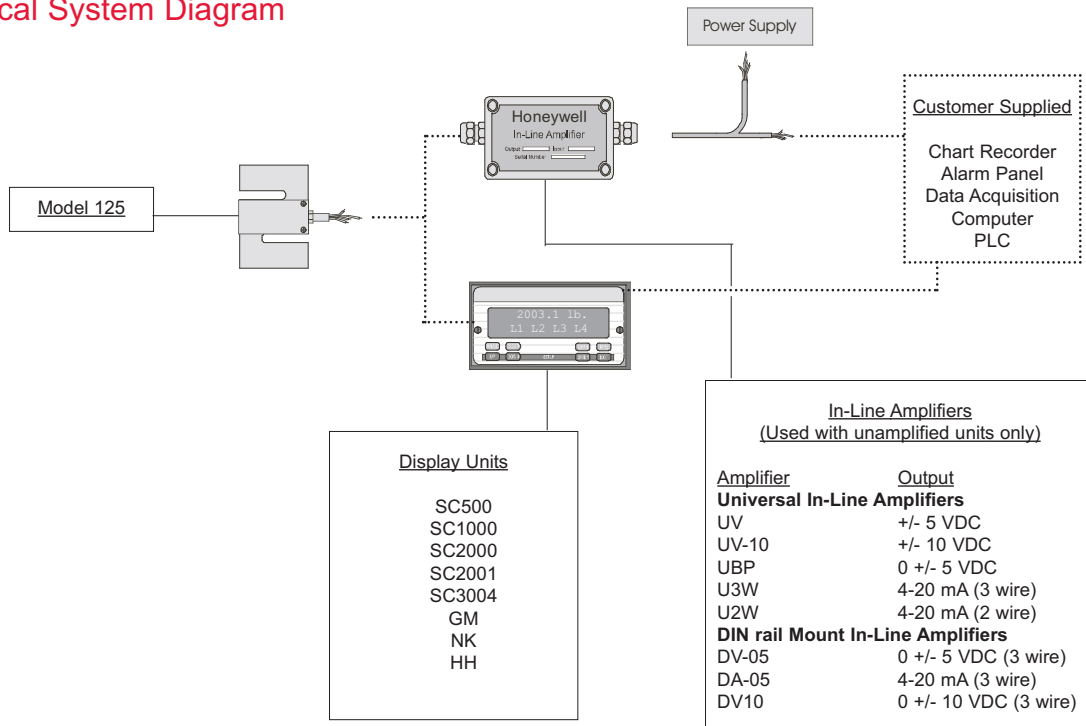 cal System Diagram
Power Supply
Honeywell
In-Line Amplifier
Output Input
Serial Number
Customer Supplied
Chart Recorder
Alarm Panel
Data Acquisition
Computer
PLC
Model 125
2003.1 lb.
L1 L2 L3 L4
Display Units
SC500
SC1000
SC2000
SC2001
SC3004
GM
NK
HH
In-Line Amplifiers
(Used with unamplified units only)
Amplifier Output
Universal In-Line Amplifiers
UV +/- 5 VDC
UV-10 +/- 10 VDC
UBP 0 +/- 5 VDC
U3W 4-20 mA (3 wire)
U2W 4-20 mA (2 wire)
DIN rail Mount In-Line Amplifiers
DV-05 0 +/- 5 VDC (3 wire)
DA-05 4-20 mA (3 wire)
DV10 0 +/- 10 VDC (3 wire)